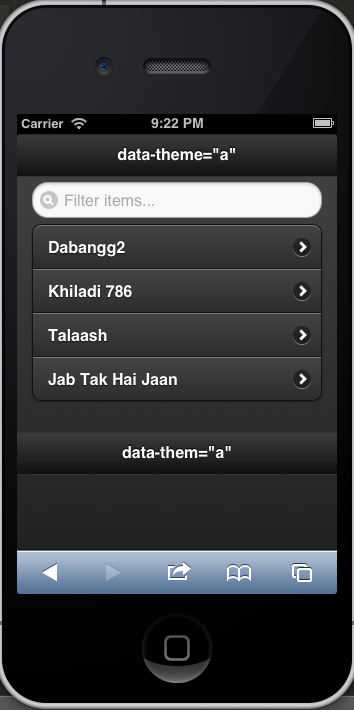 Carrier 9:22 PM
data-theme="a"
Filter items...
Dabangg2
Khiladi 786
Talaash
Jab Tak Hai Jaan
data-them="a"